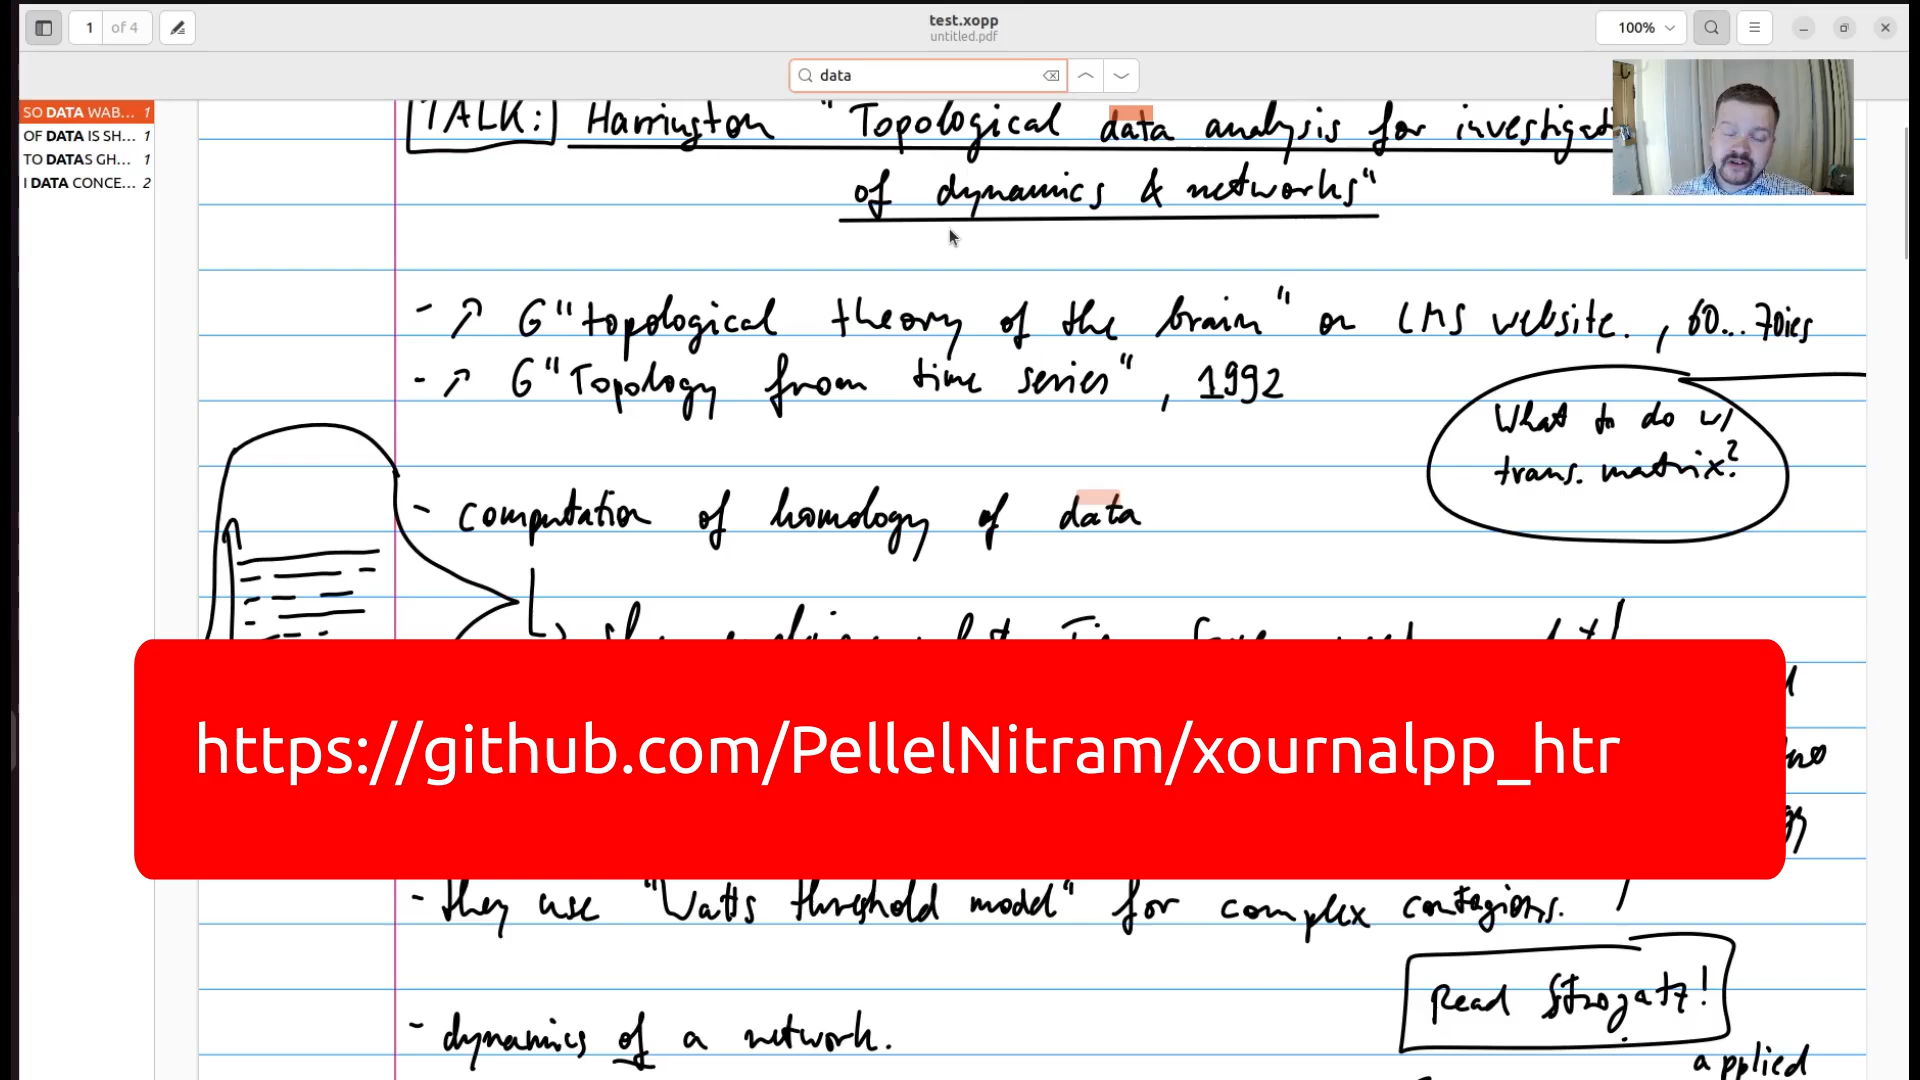 1 of 4
test.xopp
untitled.pdf
100%
data
SO DATA WAB... 1
OF DATA IS SH... 1
TO DATAS GH... 1
I DATA CONCE... 2
TALK: Harrington "Topological data analysis for investigat
of dynamics & networks"
- ↗ G "topological theory of the brain" on LMS website. , 60...70ies
- ↗ G "Topology from time series" , 1992
What to do w/
trans. matrix?
- computation of homology of data
https://github.com/PellelNitram/xournalpp_htr
- they use "Watts threshold model" for complex contagions.
Read Strogatz!
- dynamics of a network.
applied